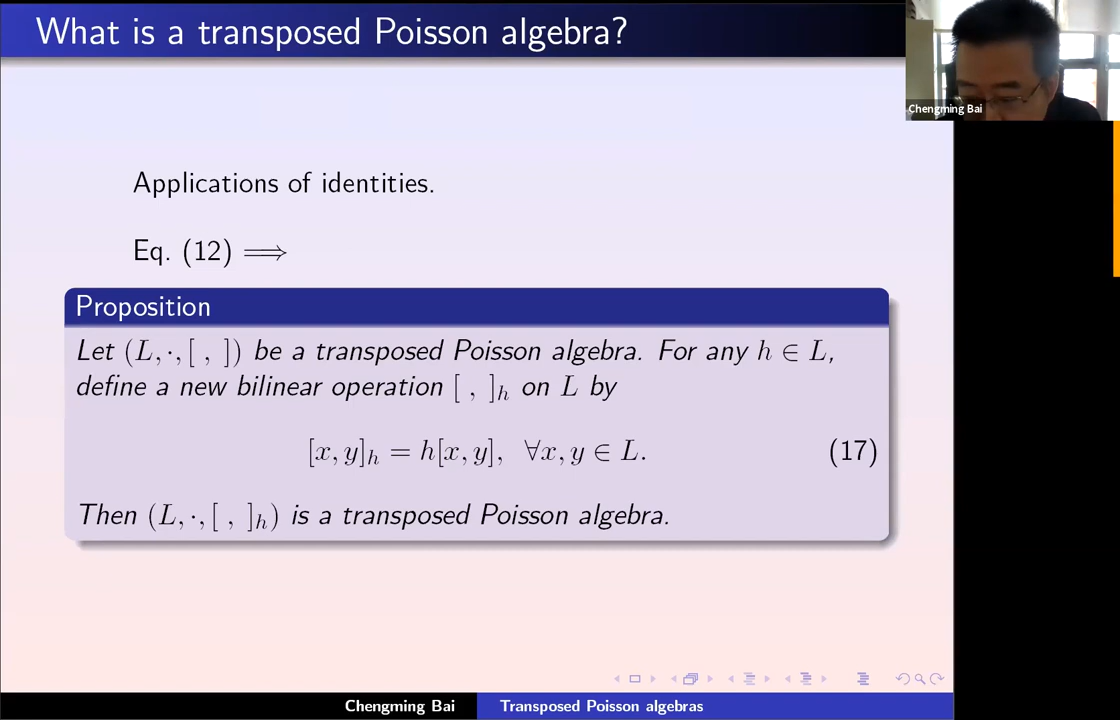 What is a transposed Poisson algebra?
Chengming Bai
Applications of identities.
Eq. (12) ⟹
Proposition
Let (L, ·, [ , ]) be a transposed Poisson algebra. For any h ∈ L,
define a new bilinear operation [ , ]_h on L by
[x, y]_h = h[x, y], ∀x, y ∈ L. (17)
Then (L, ·, [ , ]_h) is a transposed Poisson algebra.
Chengming Bai Transposed Poisson algebras